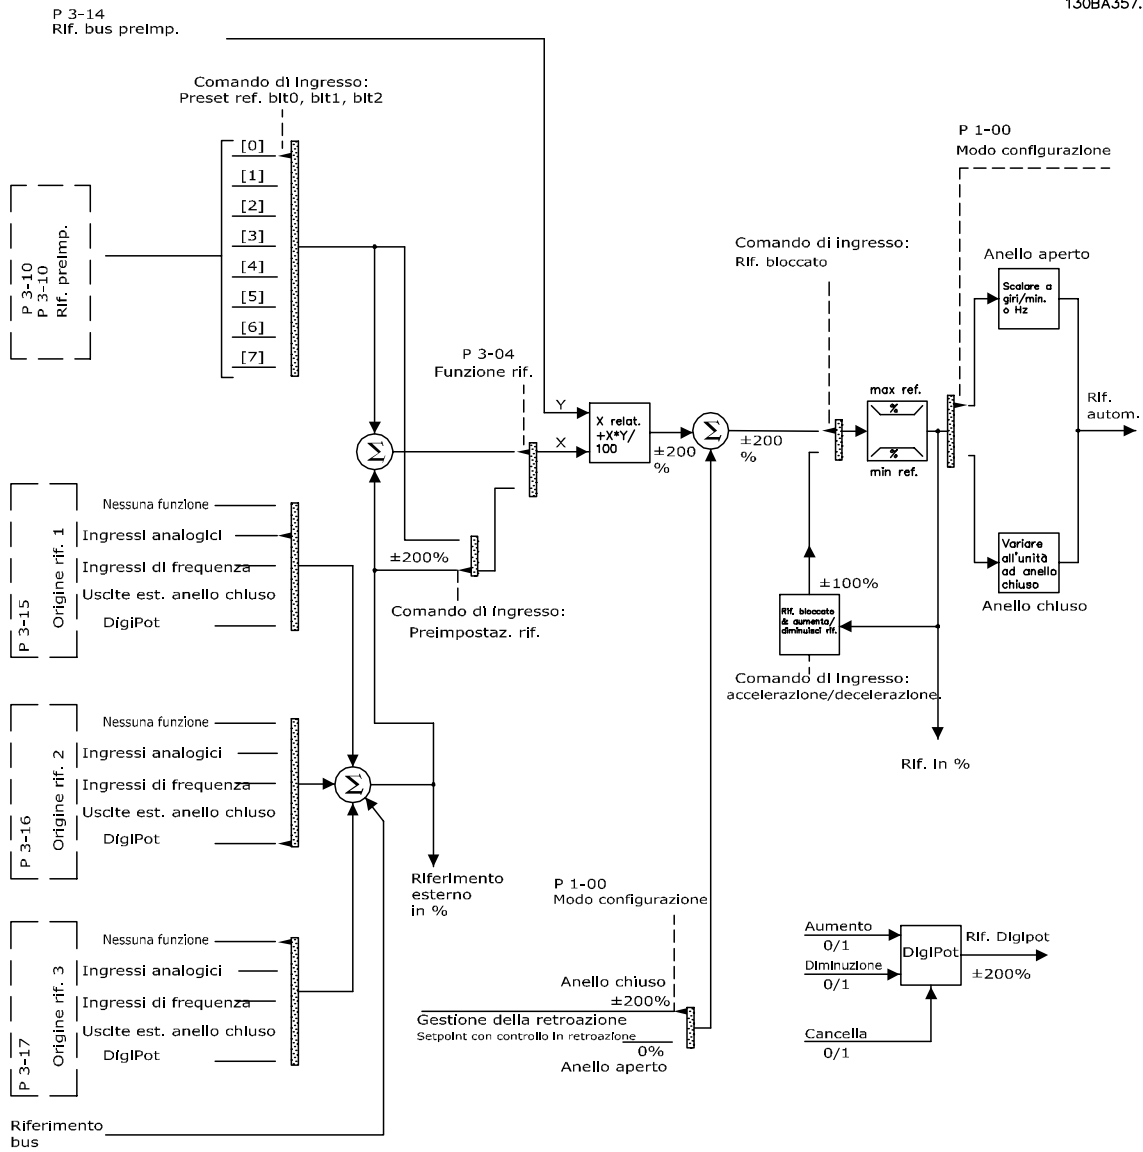 130BA357.
P 3-14
Rif. bus preimp.
Comando di ingresso:
Preset ref. bit0, bit1, bit2
[0]
[1]
[2]
[3]
[4]
[5]
[6]
[7]
P 3-10
P 3-10
Rif. preimp.
P 1-00
Modo configurazione
Comando di ingresso:
Rif. bloccato
Anello aperto
Scalare a
giri/min.
o Hz
P 3-04
Funzione rif.
max ref.
%
%
min ref.
Rif.
autom.
Y
X
X relat.
+X*Y/
100
±200
%
Σ
±200
%
Σ
Variare
all'unità
ad anello
chiuso
Anello chiuso
P 3-15
Origine rif. 1
Nessuna funzione
Ingressi analogici
Ingressi di frequenza
Uscite est. anello chiuso
DigiPot
±200%
Comando di ingresso:
Preimpostaz. rif.
±100%
Rif. bloccato
& aumenta/
diminuisci rif.
Comando di ingresso:
accelerazione/decelerazione.
Rif. in %
P 3-16
Origine rif. 2
Nessuna funzione
Ingressi analogici
Ingressi di frequenza
Uscite est. anello chiuso
DigiPot
Σ
Riferimento
esterno
in %
P 1-00
Modo configurazione
P 3-17
Origine rif. 3
Nessuna funzione
Ingressi analogici
Ingressi di frequenza
Uscite est. anello chiuso
DigiPot
Anello chiuso
±200%
Gestione della retroazione
Setpoint con controllo in retroazione
0%
Anello aperto
Aumento
0/1
Diminuzione
0/1
DigiPot
Rif. Digipot
±200%
Cancella
0/1
Riferimento
bus